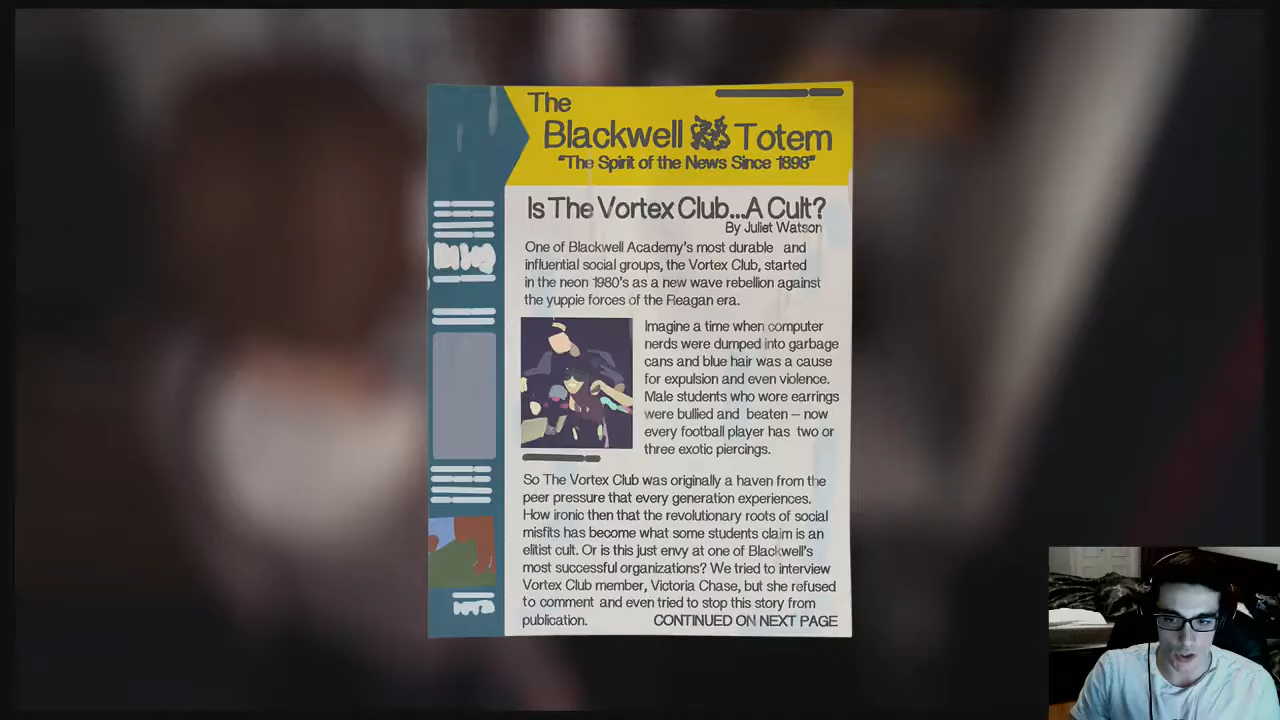 The
Blackwell Totem
"The Spirit of the News Since 1898"
Is The Vortex Club...A Cult?
By Juliet Watson
One of Blackwell Academy's most durable and
influential social groups, the Vortex Club, started
in the neon 1980's as a new wave rebellion against
the yuppie forces of the Reagan era.
Imagine a time when computer
nerds were dumped into garbage
cans and blue hair was a cause
for expulsion and even violence.
Male students who wore earrings
were bullied and beaten – now
every football player has two or
three exotic piercings.
So The Vortex Club was originally a haven from the
peer pressure that every generation experiences.
How ironic then that the revolutionary roots of social
misfits has become what some students claim is an
elitist cult. Or is this just envy at one of Blackwell's
most successful organizations? We tried to interview
Vortex Club member, Victoria Chase, but she refused
to comment and even tried to stop this story from
publication.
CONTINUED ON NEXT PAGE